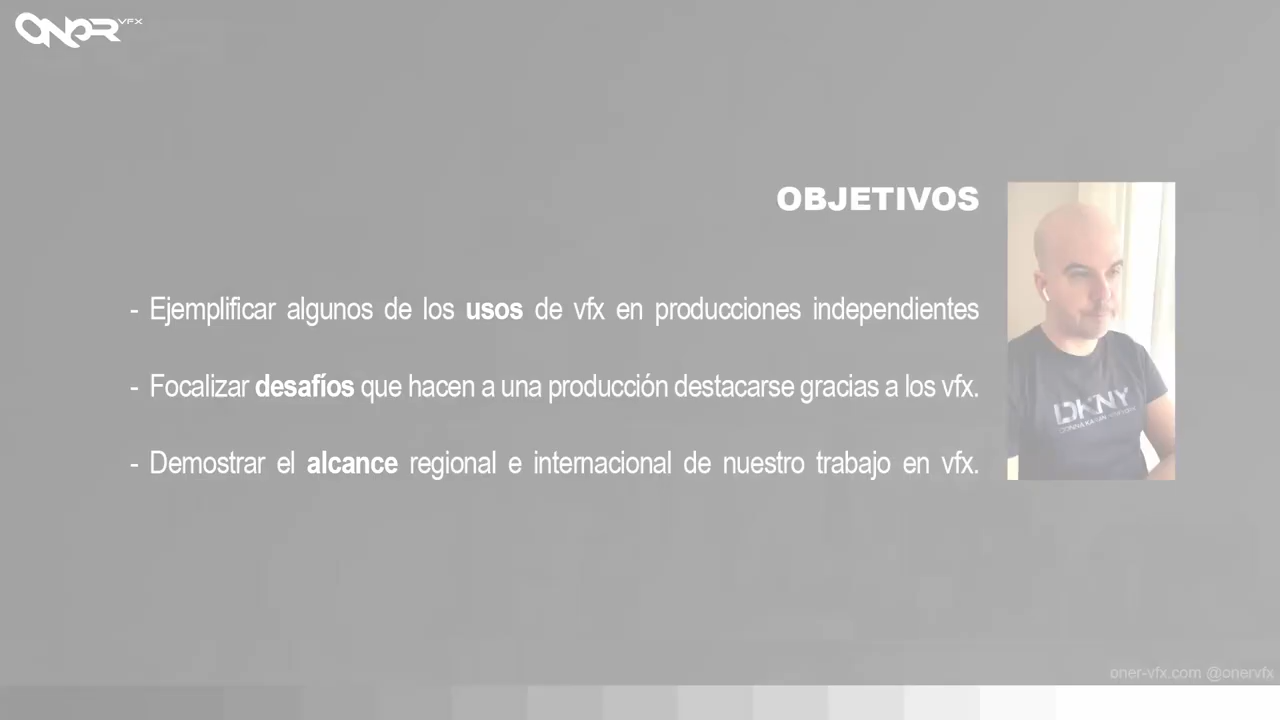 ONER VFX
OBJETIVOS
- Ejemplificar algunos de los usos de vfx en producciones independientes
- Focalizar desafíos que hacen a una producción destacarse gracias a los vfx.
- Demostrar el alcance regional e internacional de nuestro trabajo en vfx.
DKNY
oner-vfx.com @onervfx